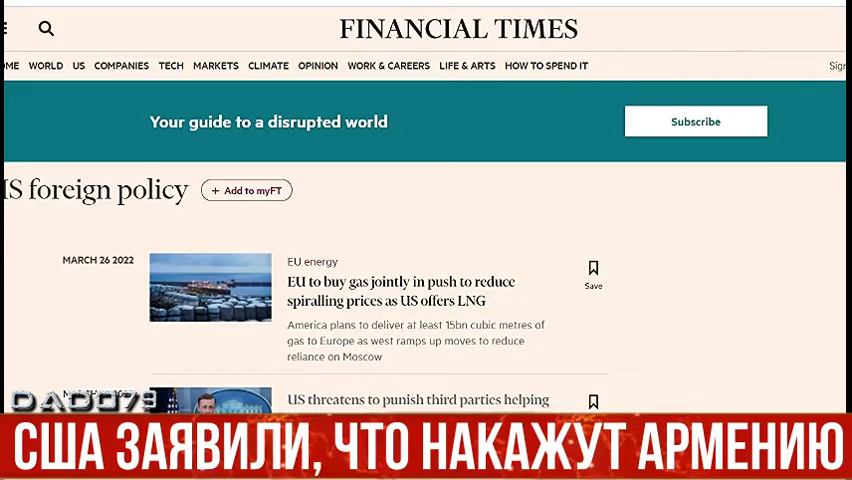 FINANCIAL TIMES
OME WORLD US COMPANIES TECH MARKETS CLIMATE OPINION WORK & CAREERS LIFE & ARTS HOW TO SPEND IT Sign
Your guide to a disrupted world
Subscribe
US foreign policy
+ Add to myFT
MARCH 26 2022
EU energy
EU to buy gas jointly in push to reduce
spiralling prices as US offers LNG
Save
America plans to deliver at least 15bn cubic metres of
gas to Europe as west ramps up moves to reduce
reliance on Moscow
US threatens to punish third parties helping
DADO73
США ЗАЯВИЛИ, ЧТО НАКАЖУТ АРМЕНИЮ